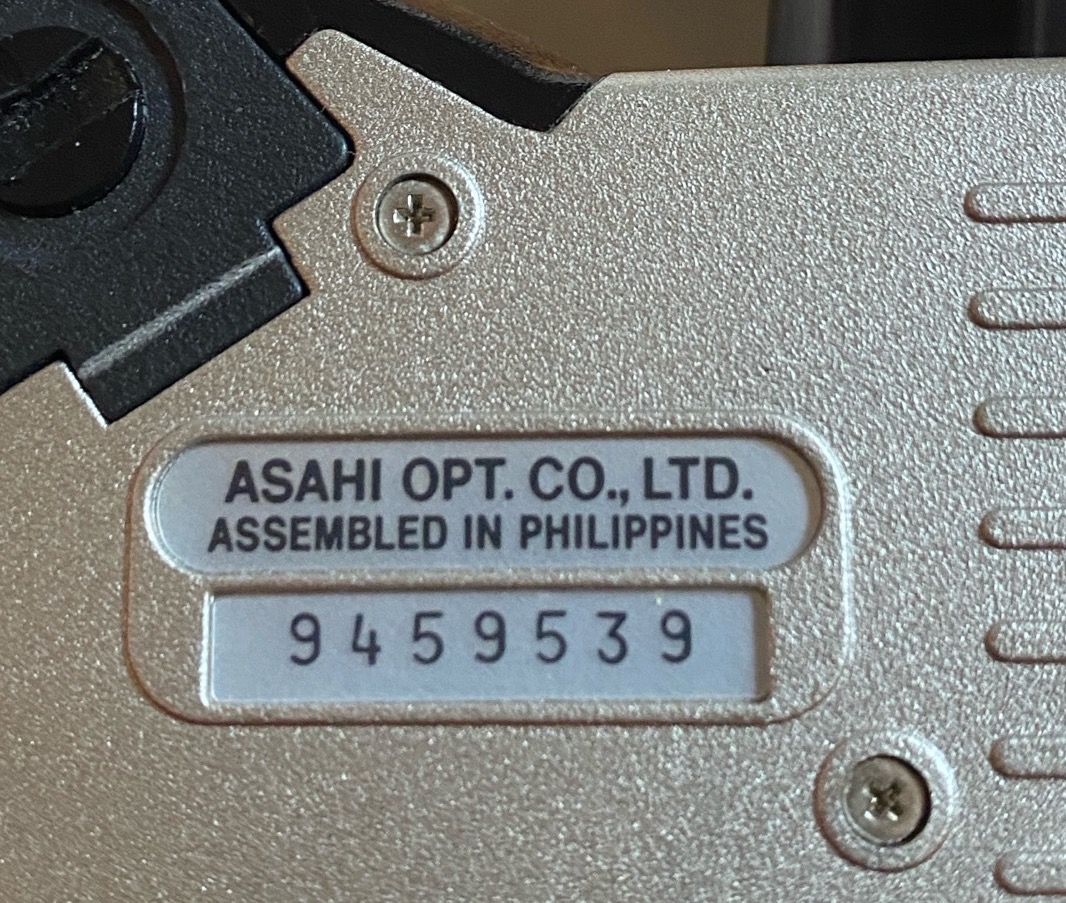 ASAHI OPT. CO., LTD.
ASSEMBLED IN PHILIPPINES
9459539